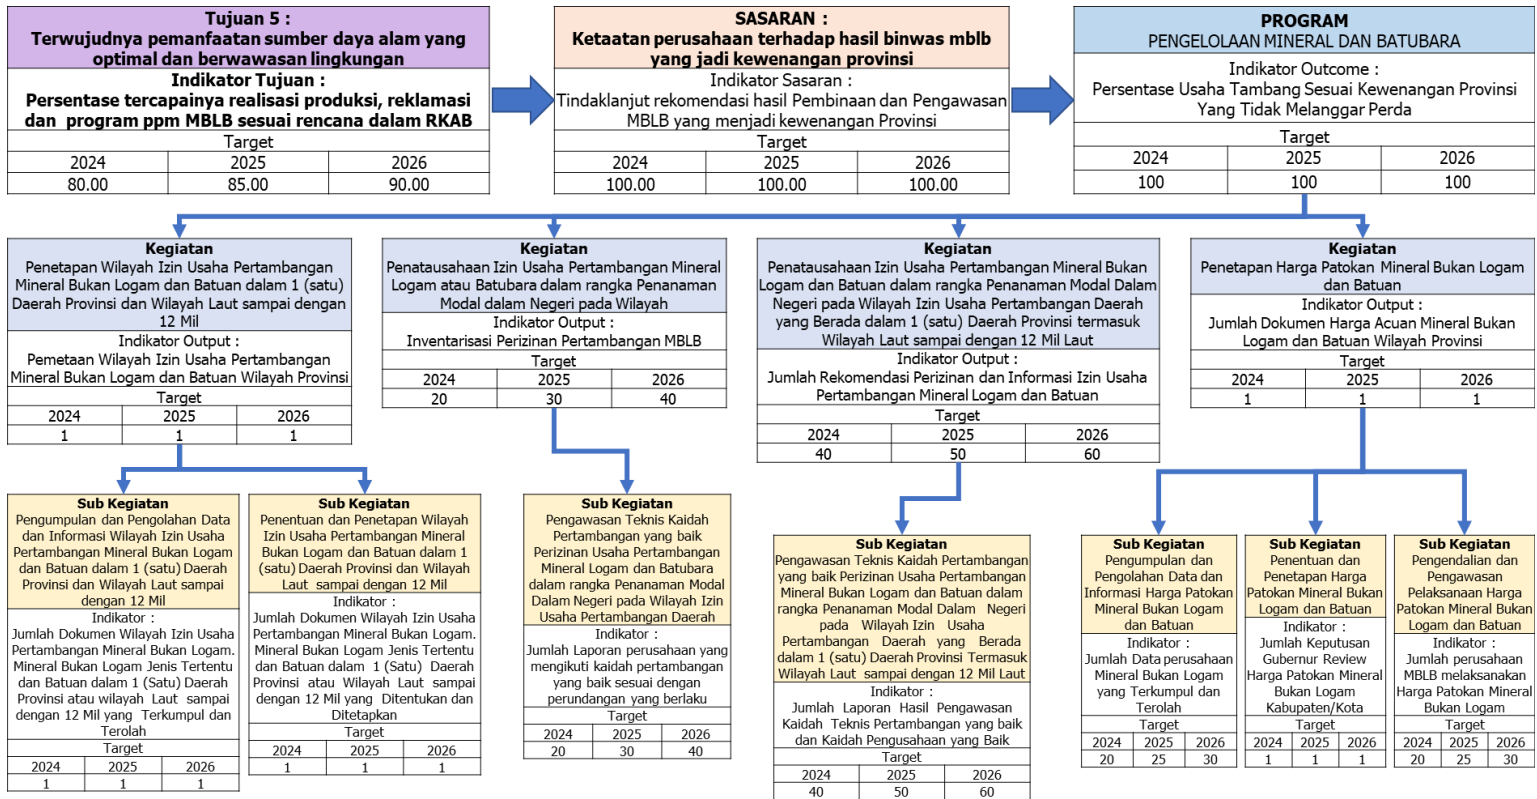 Tujuan 5 :
Terwujudnya pemanfaatan sumber daya alam yang
optimal dan berwawasan lingkungan
Indikator Tujuan :
Persentase tercapainya realisasi produksi, reklamasi
dan program ppm MBLB sesuai rencana dalam RKAB
Target
2024 2025 2026
80.00 85.00 90.00
SASARAN :
Ketaatan perusahaan terhadap hasil binwas mblb
yang jadi kewenangan provinsi
Indikator Sasaran :
Tindaklanjut rekomendasi hasil Pembinaan dan Pengawasan
MBLB yang menjadi kewenangan Provinsi
Target
2024 2025 2026
100.00 100.00 100.00
PROGRAM
PENGELOLAAN MINERAL DAN BATUBARA
Indikator Outcome :
Persentase Usaha Tambang Sesuai Kewenangan Provinsi
Yang Tidak Melanggar Perda
Target
2024 2025 2026
100 100 100
Kegiatan
Penetapan Wilayah Izin Usaha Pertambangan
Mineral Bukan Logam dan Batuan dalam 1 (satu)
Daerah Provinsi dan Wilayah Laut sampai dengan
12 Mil
Indikator Output :
Pemetaan Wilayah Izin Usaha Pertambangan
Mineral Bukan Logam dan Batuan Wilayah Provinsi
Target
2024 2025 2026
1 1 1
Kegiatan
Penatausahaan Izin Usaha Pertambangan Mineral
Logam atau Batubara dalam rangka Penanaman
Modal dalam Negeri pada Wilayah
Indikator Output :
Inventarisasi Perizinan Pertambangan MBLB
Target
2024 2025 2026
20 30 40
Kegiatan
Penatausahaan Izin Usaha Pertambangan Mineral Bukan
Logam dan Batuan dalam rangka Penanaman Modal Dalam
Negeri pada Wilayah Izin Usaha Pertambangan Daerah
yang Berada dalam 1 (satu) Daerah Provinsi termasuk
Wilayah Laut sampai dengan 12 Mil Laut
Indikator Output :
Jumlah Rekomendasi Perizinan dan Informasi Izin Usaha
Pertambangan Mineral Logam dan Batuan
Target
2024 2025 2026
40 50 60
Kegiatan
Penetapan Harga Patokan Mineral Bukan Logam
dan Batuan
Indikator Output :
Jumlah Dokumen Harga Acuan Mineral Bukan
Logam dan Batuan Wilayah Provinsi
Target
2024 2025 2026
1 1 1
Sub Kegiatan
Pengumpulan dan Pengolahan Data
dan Informasi Wilayah Izin Usaha
Pertambangan Mineral Bukan Logam
dan Batuan dalam 1 (satu) Daerah
Provinsi dan Wilayah Laut sampai
dengan 12 Mil
Indikator :
Jumlah Dokumen Wilayah Izin Usaha
Pertambangan Mineral Bukan Logam.
Mineral Bukan Logam Jenis Tertentu
dan Batuan dalam 1 (Satu) Daerah
Provinsi atau wilayah Laut sampai
dengan 12 Mil yang Terkumpul dan
Terolah
Target
2024 2025 2026
1 1 1
Sub Kegiatan
Penentuan dan Penetapan Wilayah
Izin Usaha Pertambangan Mineral
Bukan Logam dan Batuan dalam 1
(satu) Daerah Provinsi dan Wilayah
Laut sampai dengan 12 Mil
Indikator :
Jumlah Dokumen Wilayah Izin Usaha
Pertambangan Mineral Bukan Logam.
Mineral Bukan Logam Jenis Tertentu
dan Batuan dalam 1 (Satu) Daerah
Provinsi atau Wilayah Laut sampai
dengan 12 Mil yang Ditentukan dan
Ditetapkan
Target
2024 2025 2026
1 1 1
Sub Kegiatan
Pengawasan Teknis Kaidah
Pertambangan yang baik
Perizinan Usaha Pertambangan
Mineral Logam dan Batubara
dalam rangka Penanaman Modal
Dalam Negeri pada Wilayah Izin
Usaha Pertambangan Daerah
Indikator :
Jumlah Laporan perusahaan yang
mengikuti kaidah pertambangan
yang baik sesuai dengan
perundangan yang berlaku
Target
2024 2025 2026
20 30 40
Sub Kegiatan
Pengawasan Teknis Kaidah Pertambangan
yang baik Perizinan Usaha Pertambangan
Mineral Bukan Logam dan Batuan dalam
rangka Penanaman Modal Dalam Negeri
pada Wilayah Izin Usaha
Pertambangan Daerah yang Berada
dalam 1 (satu) Daerah Provinsi Termasuk
Wilayah Laut sampai dengan 12 Mil Laut
Indikator :
Jumlah Laporan Hasil Pengawasan
Kaidah Teknis Pertambangan yang baik
dan Kaidah Pengusahaan yang Baik
Target
2024 2025 2026
40 50 60
Sub Kegiatan
Pengumpulan dan
Pengolahan Data dan
Informasi Harga Patokan
Mineral Bukan Logam
dan Batuan
Indikator :
Jumlah Data perusahaan
Mineral Bukan Logam
yang Terkumpul dan
Terolah
Target
2024 2025 2026
20 25 30
Sub Kegiatan
Penentuan dan
Penetapan Harga
Patokan Mineral Bukan
Logam dan Batuan
Indikator :
Jumlah Keputusan
Gubernur Review
Harga Patokan Mineral
Bukan Logam
Kabupaten/Kota
Target
2024 2025 2026
1 1 1
Sub Kegiatan
Pengendalian dan
Pengawasan
Pelaksanaan Harga
Patokan Mineral Bukan
Logam dan Batuan
Indikator :
Jumlah perusahaan
MBLB melaksanakan
Harga Patokan Mineral
Bukan Logam
Target
2024 2025 2026
20 25 30